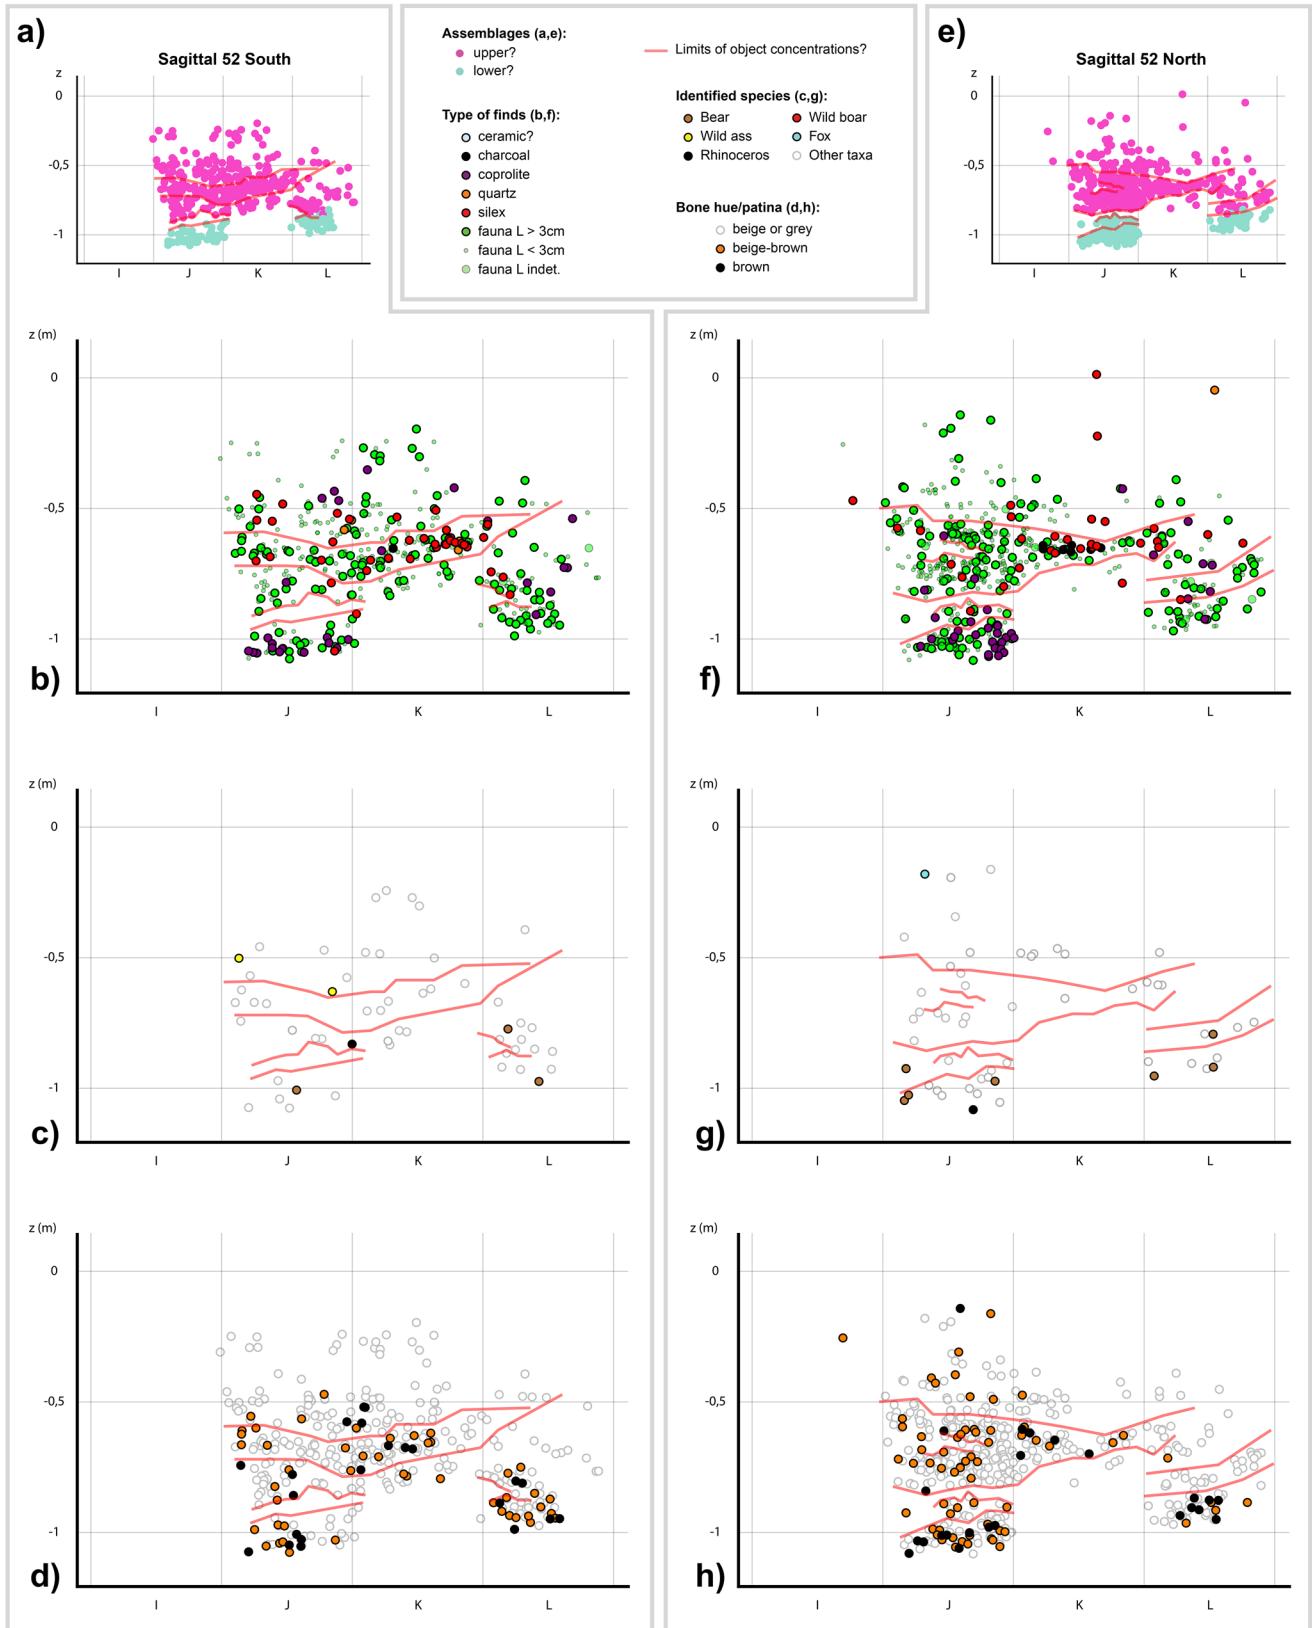 a)
Sagittal 52 South
z
0
-0,5
-1
I J K L
Assemblages (a,e):
upper?
lower?
Type of finds (b,f):
ceramic?
charcoal
coprolite
quartz
silex
fauna L > 3cm
fauna L < 3cm
fauna L indet.
Limits of object concentrations?
Identified species (c,g):
Bear
Wild ass
Rhinoceros
Wild boar
Fox
Other taxa
Bone hue/patina (d,h):
beige or grey
beige-brown
brown
e)
Sagittal 52 North
z
0
-0,5
-1
I J K L
z (m)
0
-0,5
-1
b)
I J K L
z (m)
0
-0,5
-1
f)
I J K L
z (m)
0
-0,5
-1
c)
I J K L
z (m)
0
-0,5
-1
g)
I J K L
z (m)
0
-0,5
-1
d)
I J K L
z (m)
0
-0,5
-1
h)
I J K L